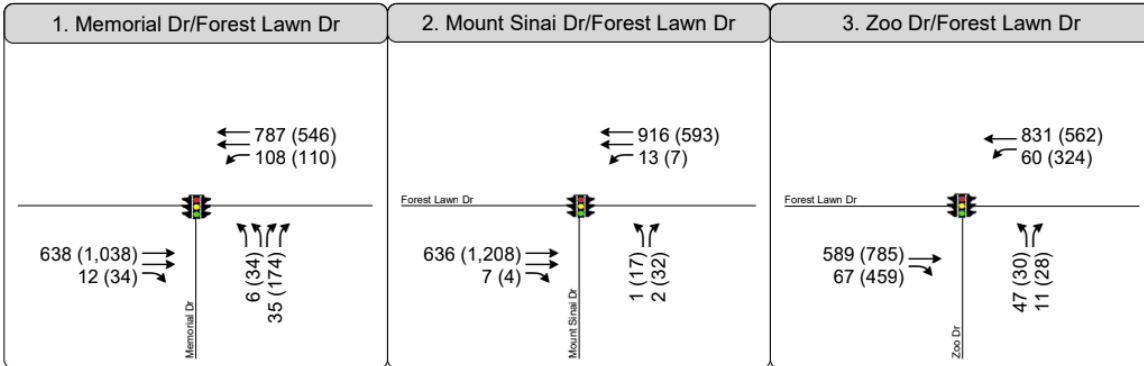 1. Memorial Dr/Forest Lawn Dr
787 (546)
108 (110)
638 (1,038)
12 (34)
6 (34)
35 (174)
Memorial Dr
2. Mount Sinai Dr/Forest Lawn Dr
916 (593)
13 (7)
Forest Lawn Dr
636 (1,208)
7 (4)
1 (17)
2 (32)
Mount Sinai Dr
3. Zoo Dr/Forest Lawn Dr
831 (562)
60 (324)
Forest Lawn Dr
589 (785)
67 (459)
47 (30)
11 (28)
Zoo Dr